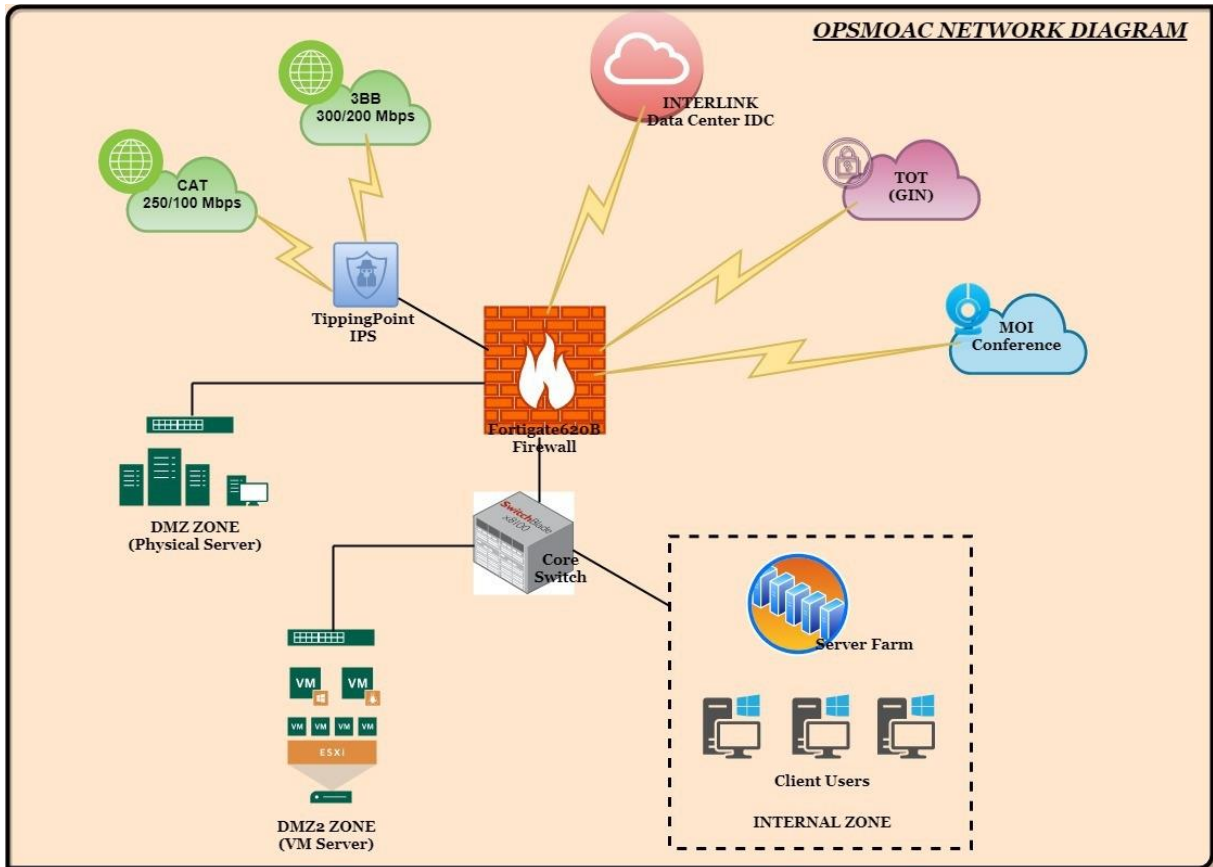 OPSMOAC NETWORK DIAGRAM
3BB
300/200 Mbps
INTERLINK
Data Center IDC
CAT
250/100 Mbps
TOT
(GIN)
TippingPoint
IPS
MOI
Conference
Fortigate620B
Firewall
DMZ ZONE
(Physical Server)
SwitchBlade
x8100
Core
Switch
Server Farm
VM
VM
VM VM VM VM
ESXi
Client Users
DMZ2 ZONE
(VM Server)
INTERNAL ZONE